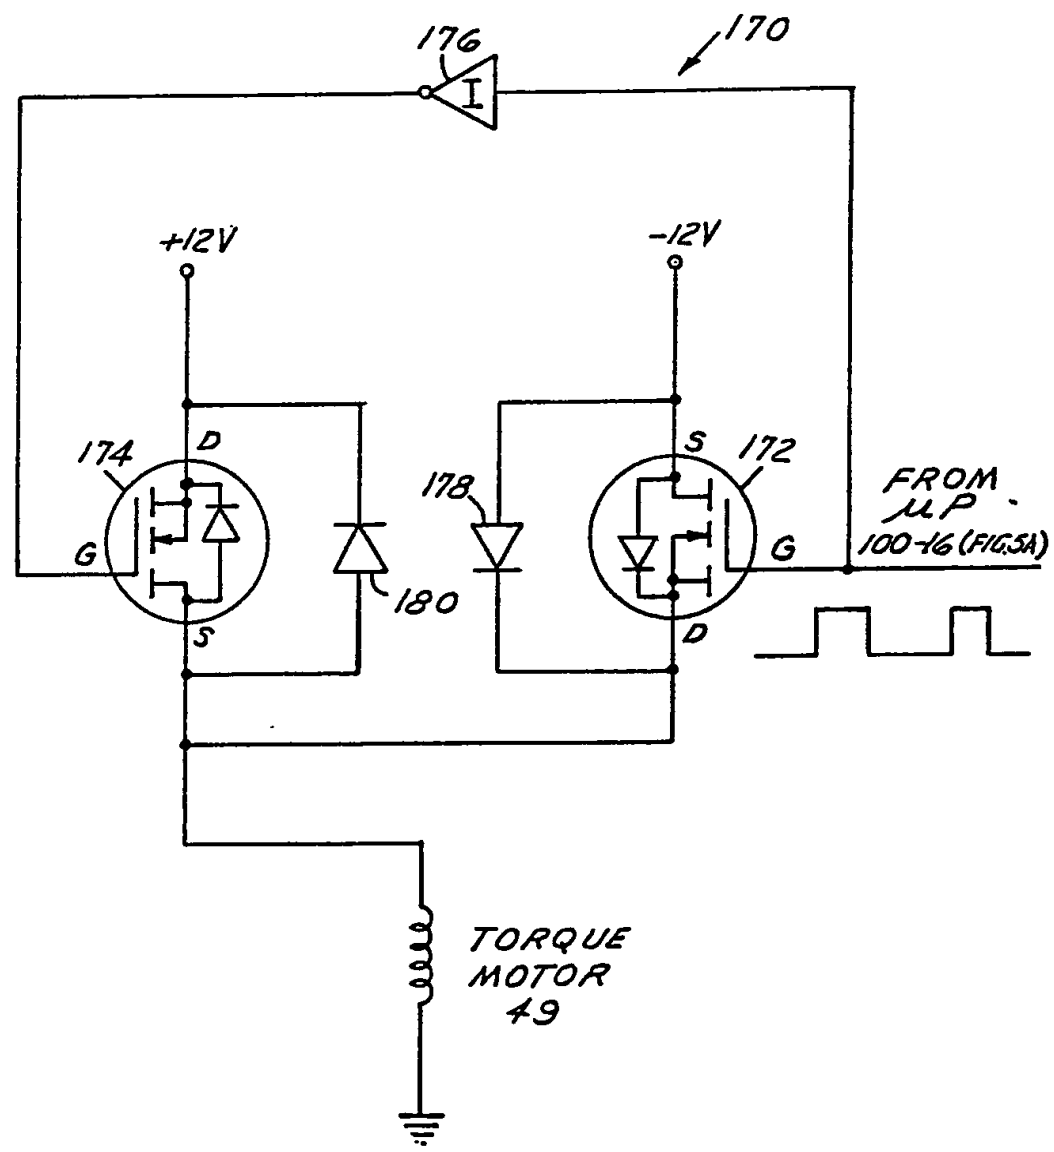 170
176
I
+12V
-12V
174
D
S
172
178
FROM
μP
100-16 (FIG. 5A)
G
G
180
S
D
TORQUE
MOTOR
49